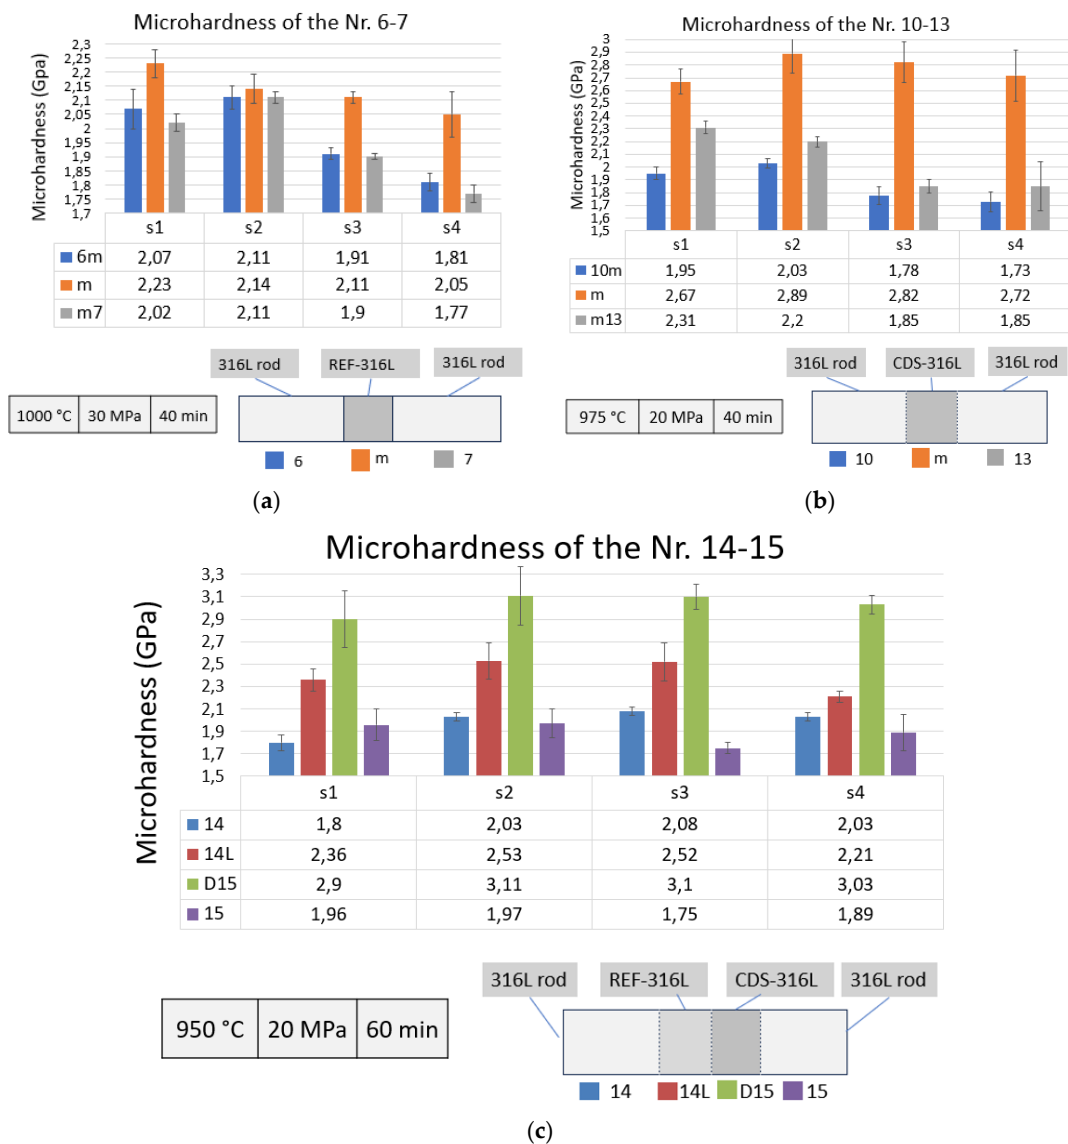 Microhardness of the Nr. 6-7
Microhardness (Gpa)
2,3
2,25
2,2
2,15
2,1
2,05
2
1,95
1,9
1,85
1,8
1,75
1,7
s1 s2 s3 s4
6m 2,07 2,11 1,91 1,81
m 2,23 2,14 2,11 2,05
m7 2,02 2,11 1,9 1,77
316L rod REF-316L 316L rod
1000 °C 30 MPa 40 min
6 m 7
(a)
Microhardness of the Nr. 10-13
Microhardness (GPa)
3
2,9
2,8
2,7
2,6
2,5
2,4
2,3
2,2
2,1
2
1,9
1,8
1,7
1,6
1,5
s1 s2 s3 s4
10m 1,95 2,03 1,78 1,73
m 2,67 2,89 2,82 2,72
m13 2,31 2,2 1,85 1,85
316L rod CDS-316L 316L rod
975 °C 20 MPa 40 min
10 m 13
(b)
Microhardness of the Nr. 14-15
Microhardness (GPa)
3,3
3,1
2,9
2,7
2,5
2,3
2,1
1,9
1,7
1,5
s1 s2 s3 s4
14 1,8 2,03 2,08 2,03
14L 2,36 2,53 2,52 2,21
D15 2,9 3,11 3,1 3,03
15 1,96 1,97 1,75 1,89
316L rod REF-316L CDS-316L 316L rod
950 °C 20 MPa 60 min
14 14L D15 15
(c)